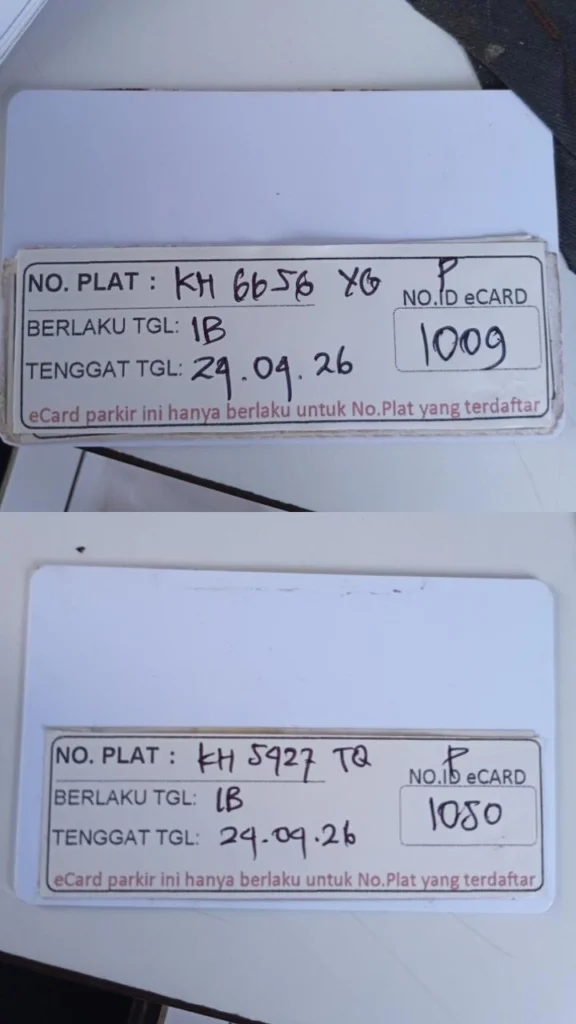 NO. PLAT : KH 6656 YG
P
NO.ID eCARD
BERLAKU TGL: 1B
1009
TENGGAT TGL: 29.09.26
eCard parkir ini hanya berlaku untuk No.Plat yang terdaftar
NO. PLAT : KH 5927 TQ
P
NO.ID eCARD
BERLAKU TGL: 1B
1050
TENGGAT TGL: 29.09.26
eCard parkir ini hanya berlaku untuk No.Plat yang terdaftar